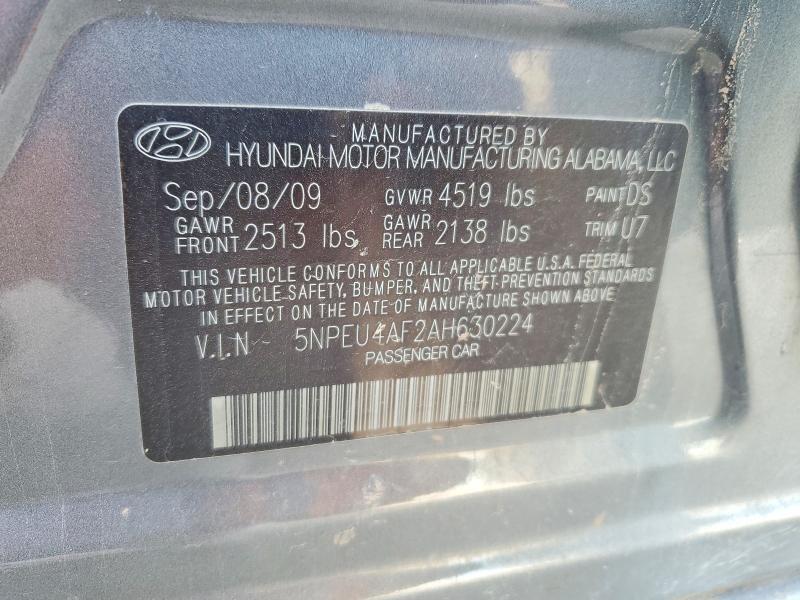 MANUFACTURED BY
HYUNDAI MOTOR MANUFACTURING ALABAMA, LLC
Sep/08/09 GVWR 4519 lbs PAINT DS
GAWR FRONT 2513 lbs GAWR REAR 2138 lbs TRIM U7
THIS VEHICLE CONFORMS TO ALL APPLICABLE U.S.A. FEDERAL
MOTOR VEHICLE SAFETY, BUMPER, AND THEFT-PREVENTION STANDARDS
IN EFFECT ON THE DATE OF MANUFACTURE SHOWN ABOVE.
V.I.N 5NPEU4AF2AH630224
PASSENGER CAR